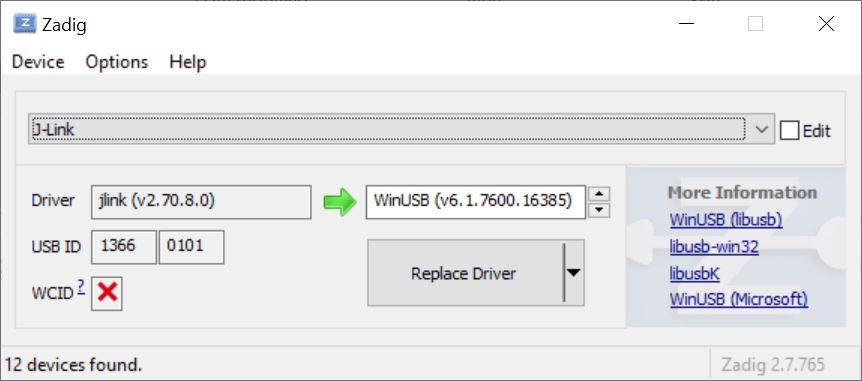 Zadig
Device Options Help
J-Link
Edit
Driver jlink (v2.70.8.0) WinUSB (v6.1.7600.16385)
USB ID 1366 0101
WCID ?
Replace Driver
More Information
WinUSB (libusb)
libusb-win32
libusbK
WinUSB (Microsoft)
12 devices found.
Zadig 2.7.765